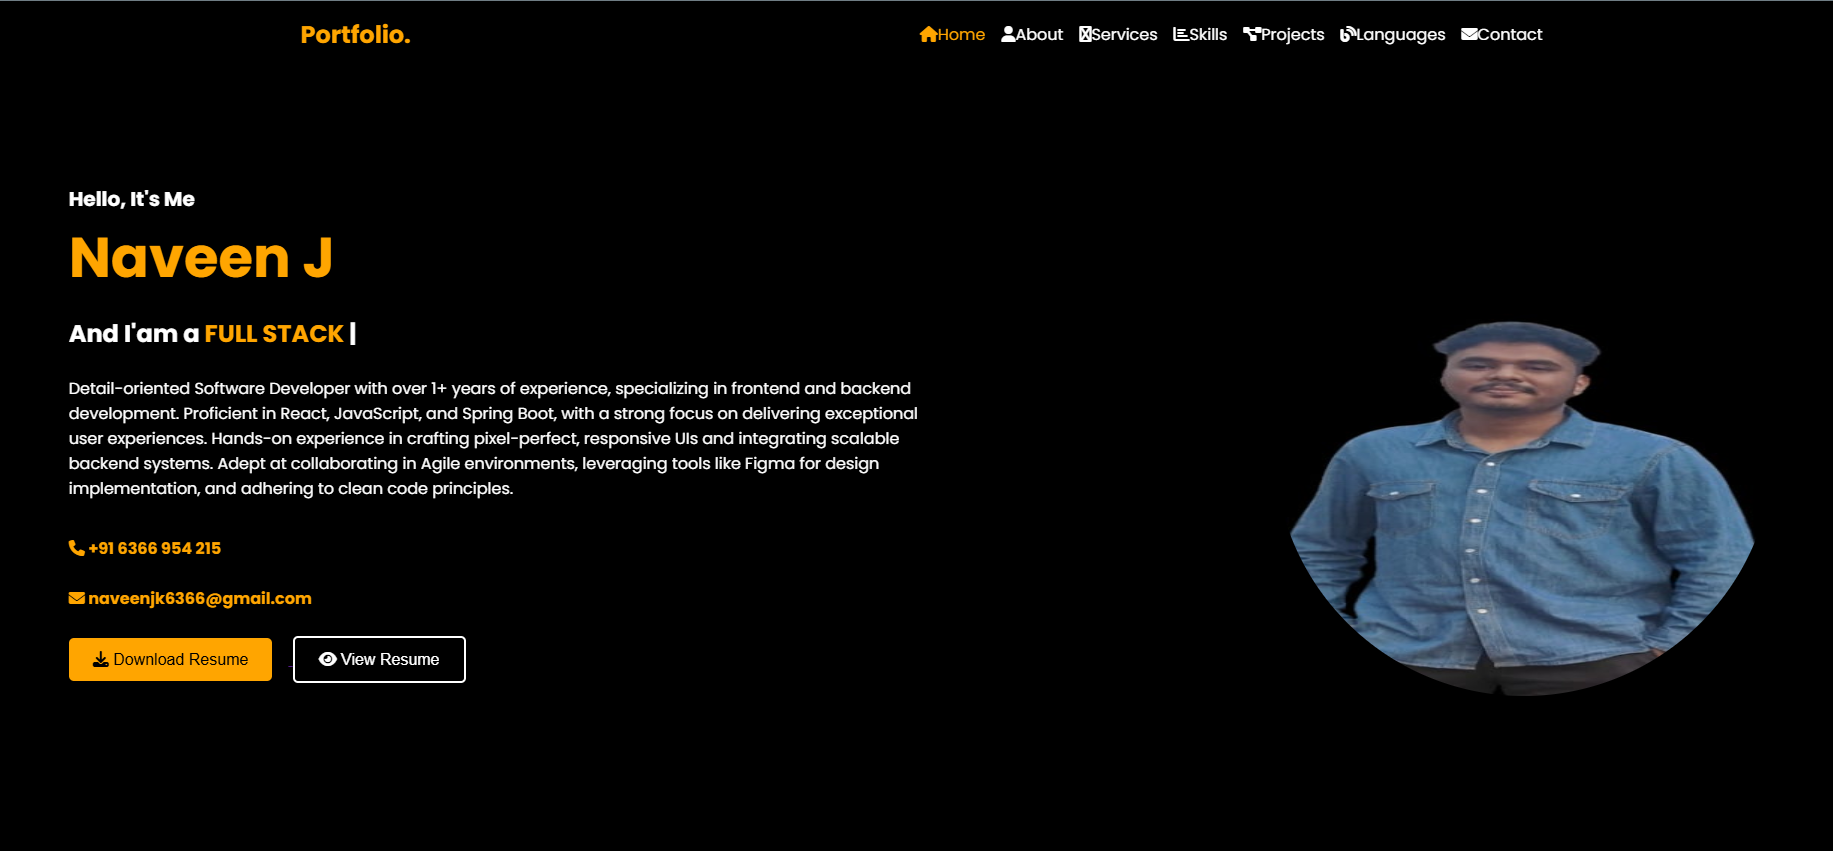 Portfolio.
Home About Services Skills Projects Languages Contact
Hello, It's Me
Naveen J
And I'am a FULL STACK |
Detail-oriented Software Developer with over 1+ years of experience, specializing in frontend and backend
development. Proficient in React, JavaScript, and Spring Boot, with a strong focus on delivering exceptional
user experiences. Hands-on experience in crafting pixel-perfect, responsive UIs and integrating scalable
backend systems. Adept at collaborating in Agile environments, leveraging tools like Figma for design
implementation, and adhering to clean code principles.
+91 6366 954 215
naveenjk6366@gmail.com
Download Resume View Resume